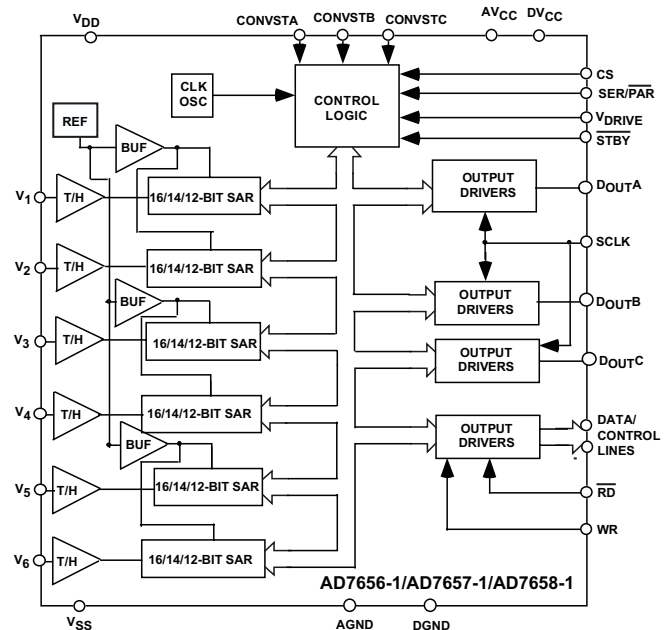 VDD
CONVSTA
CONVSTB
CONVSTC
AVCC
DVCC
CLK
OSC
CONTROL
LOGIC
CS
SER/PAR
VDRIVE
STBY
REF
BUF
V1
T/H
16/14/12-BIT SAR
OUTPUT
DRIVERS
DOUTA
V2
T/H
16/14/12-BIT SAR
SCLK
BUF
OUTPUT
DRIVERS
DOUTB
V3
T/H
16/14/12-BIT SAR
OUTPUT
DRIVERS
DOUTC
V4
T/H
16/14/12-BIT SAR
BUF
OUTPUT
DRIVERS
DATA/
CONTROL
LINES
V5
T/H
16/14/12-BIT SAR
RD
WR
V6
T/H
16/14/12-BIT SAR
AD7656-1/AD7657-1/AD7658-1
VSS
AGND
DGND